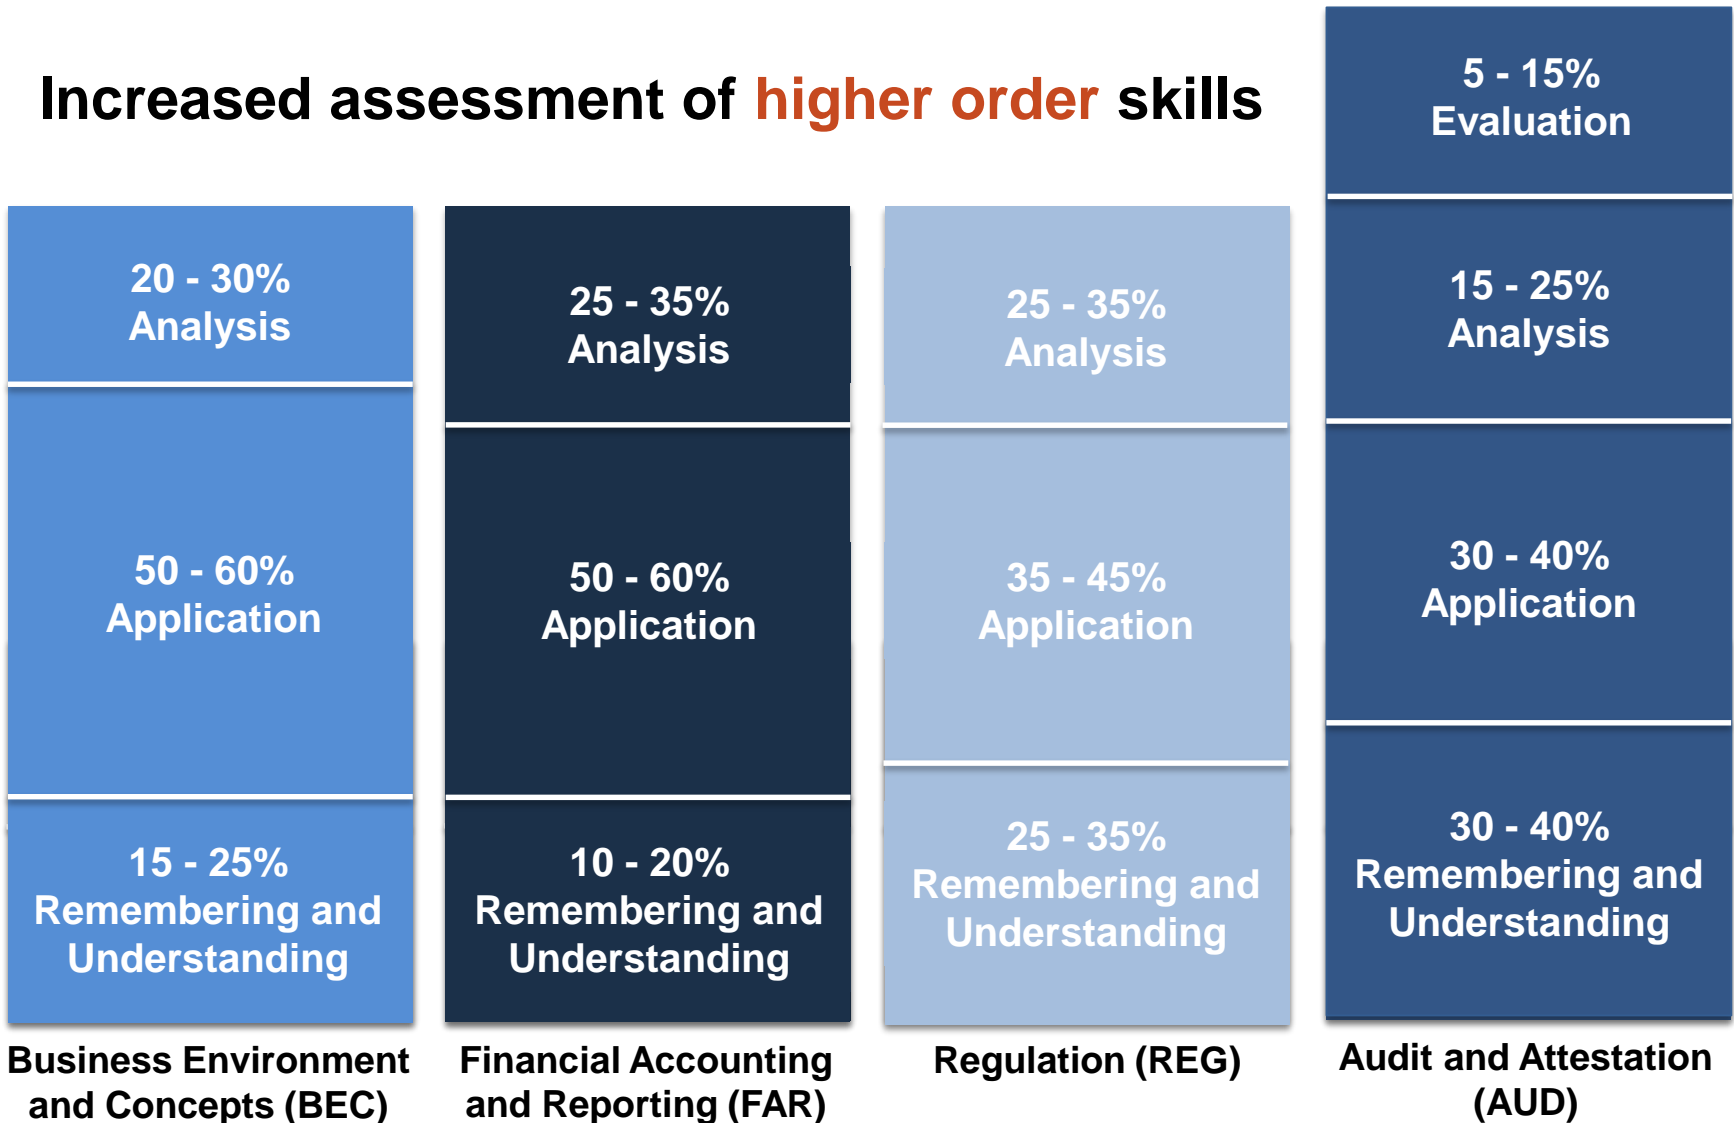 Increased assessment of higher order skills
20 - 30%
Analysis
50 - 60%
Application
15 - 25%
Remembering and
Understanding
Business Environment
and Concepts (BEC)
25 - 35%
Analysis
50 - 60%
Application
10 - 20%
Remembering and
Understanding
Financial Accounting
and Reporting (FAR)
25 - 35%
Analysis
35 - 45%
Application
25 - 35%
Remembering and
Understanding
Regulation (REG)
5 - 15%
Evaluation
15 - 25%
Analysis
30 - 40%
Application
30 - 40%
Remembering and
Understanding
Audit and Attestation
(AUD)